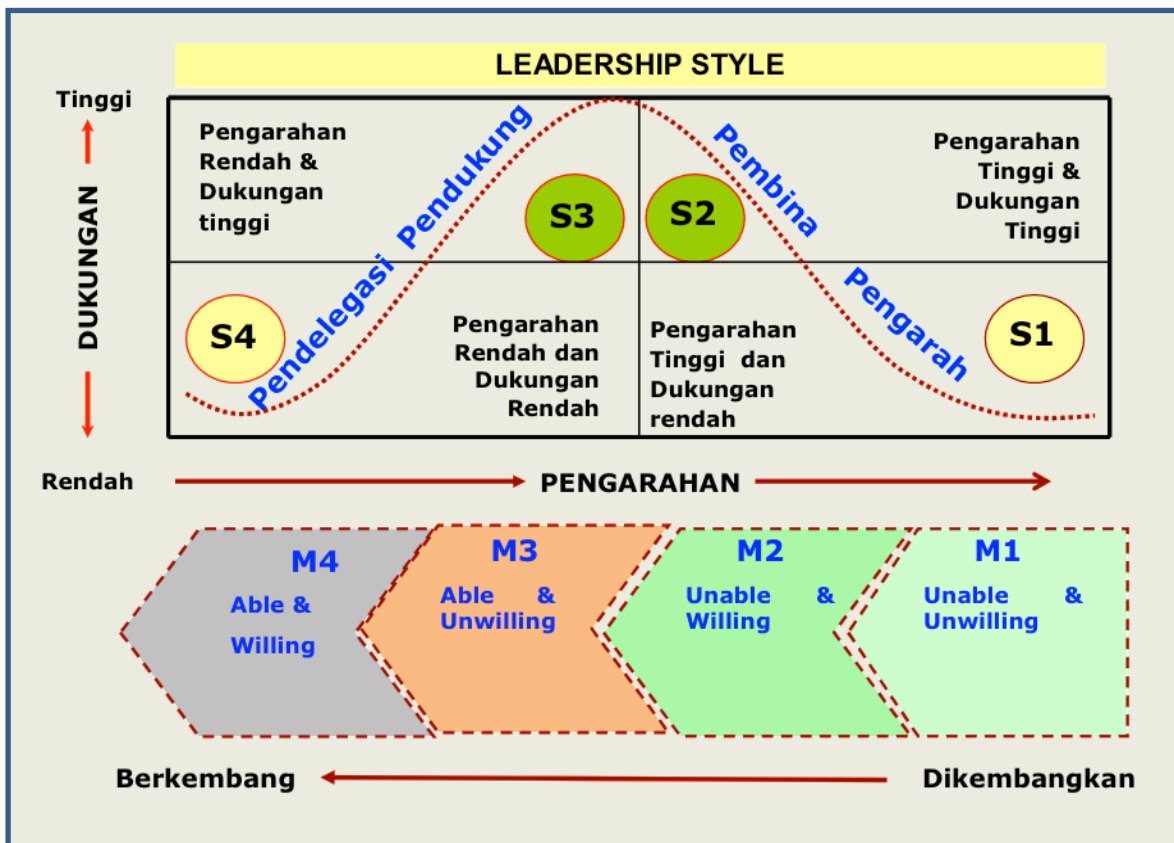 LEADERSHIP STYLE
Tinggi
DUKUNGAN
Rendah
Pengarahan
Rendah &
Dukungan
tinggi
Pendukung
S3
S2
Pembina
Pengarahan
Tinggi &
Dukungan
Tinggi
S4
Pendelegasi
Pengarahan
Rendah dan
Dukungan
Rendah
Pengarahan
Tinggi dan
Dukungan
rendah
Pengarah
S1
PENGARAHAN
M4
Able &
Willing
M3
Able &
Unwilling
M2
Unable &
Willing
M1
Unable &
Unwilling
Berkembang
Dikembangkan